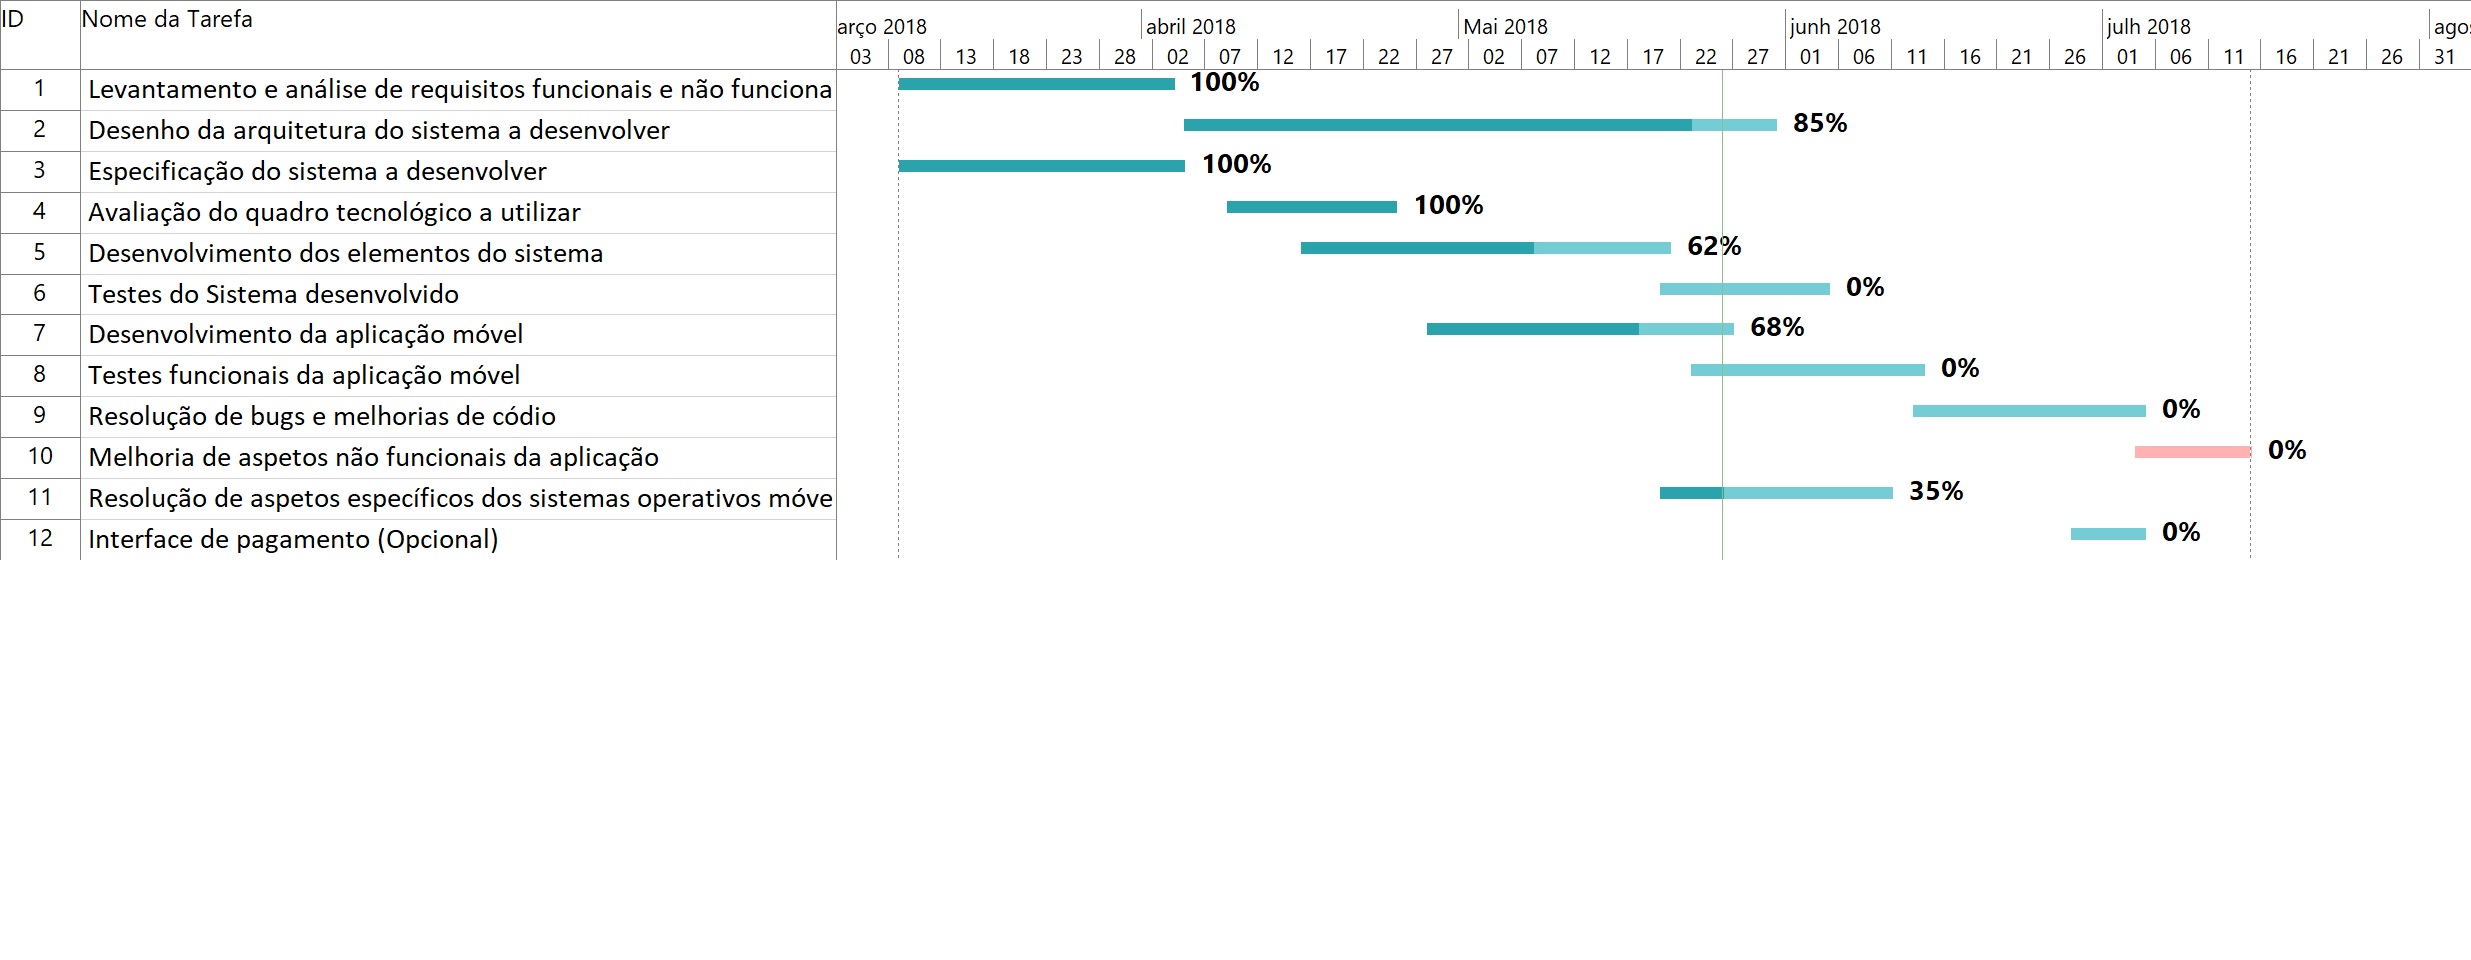 ID Nome da Tarefa arço 2018 abril 2018 Mai 2018 junh 2018 julh 2018 agos
03 08 13 18 23 28 02 07 12 17 22 27 02 07 12 17 22 27 01 06 11 16 21 26 01 06 11 16 21 26 31
1 Levantamento e análise de requisitos funcionais e não funciona 100%
2 Desenho da arquitetura do sistema a desenvolver 85%
3 Especificação do sistema a desenvolver 100%
4 Avaliação do quadro tecnológico a utilizar 100%
5 Desenvolvimento dos elementos do sistema 62%
6 Testes do Sistema desenvolvido 0%
7 Desenvolvimento da aplicação móvel 68%
8 Testes funcionais da aplicação móvel 0%
9 Resolução de bugs e melhorias de códio 0%
10 Melhoria de aspetos não funcionais da aplicação 0%
11 Resolução de aspetos específicos dos sistemas operativos móve 35%
12 Interface de pagamento (Opcional) 0%